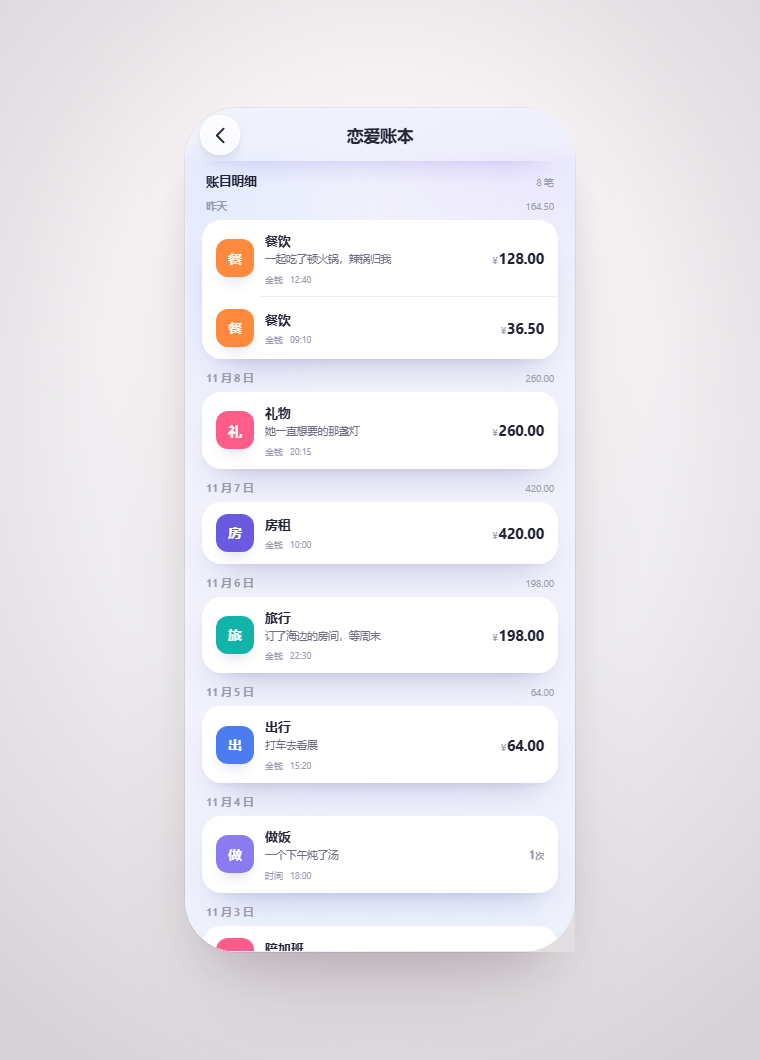 恋爱账本
账目明细 8 笔
昨天 164.50
餐 餐饮
一起吃了顿火锅，辣锅归我
¥128.00
金钱 12:40
餐 餐饮
¥36.50
金钱 09:10
11 月 8 日 260.00
礼 礼物
她一直想要的那盏灯
¥260.00
金钱 20:15
11 月 7 日 420.00
房 房租
¥420.00
金钱 10:00
11 月 6 日 198.00
旅 旅行
订了海边的房间，等周末
¥198.00
金钱 22:30
11 月 5 日 64.00
出 出行
打车去看展
¥64.00
金钱 15:20
11 月 4 日
做 做饭
一个下午炖了汤
1次
时间 18:00
11 月 3 日
陪加班